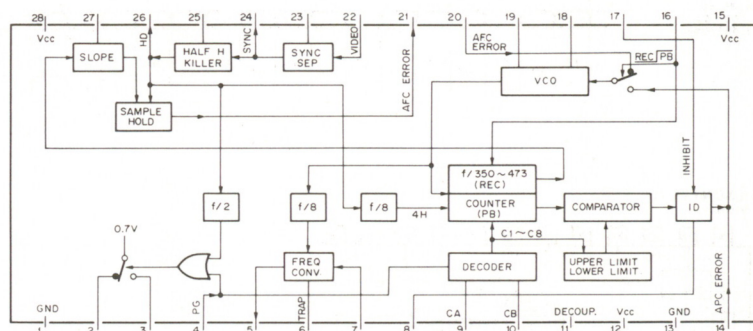 28 27 26 25 24 23 22 21 20 19 18 17 16 15
Vcc HD SYNC VIDEO AFC ERROR Vcc
SLOPE HALF H KILLER SYNC SEP AFC ERROR REC PB
SAMPLE HOLD VCO
INHIBIT
f/350~473 (REC)
f/2 f/8 f/8 4H COUNTER (PB) COMPARATOR ID
0.7V C1~C8
FREQ CONV DECODER UPPER LIMIT LOWER LIMIT
GND PG TRAP CA CB DECOUP. Vcc GND APC ERROR
1 2 3 4 5 6 7 8 9 10 11 12 13 14